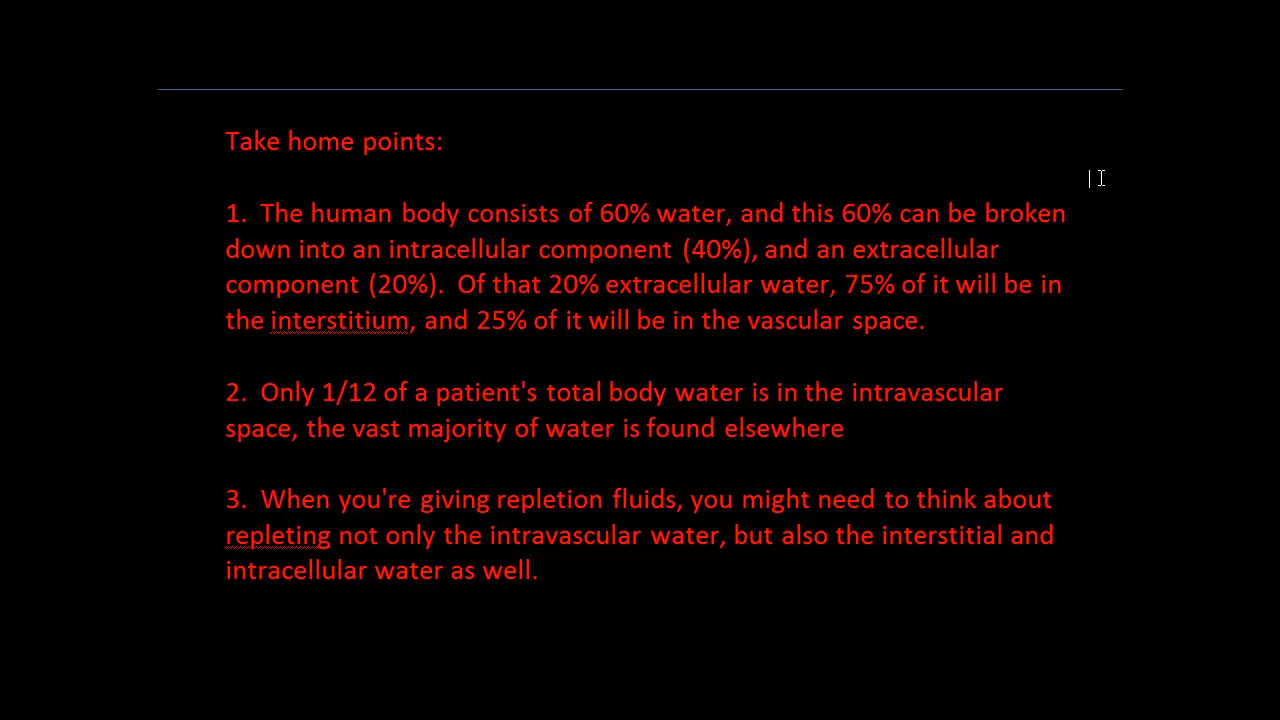 Take home points:
1.  The human body consists of 60% water, and this 60% can be broken
down into an intracellular component (40%), and an extracellular
component (20%).  Of that 20% extracellular water, 75% of it will be in
the interstitium, and 25% of it will be in the vascular space.
2.  Only 1/12 of a patient's total body water is in the intravascular
space, the vast majority of water is found elsewhere
3.  When you're giving repletion fluids, you might need to think about
repleting not only the intravascular water, but also the interstitial and
intracellular water as well.